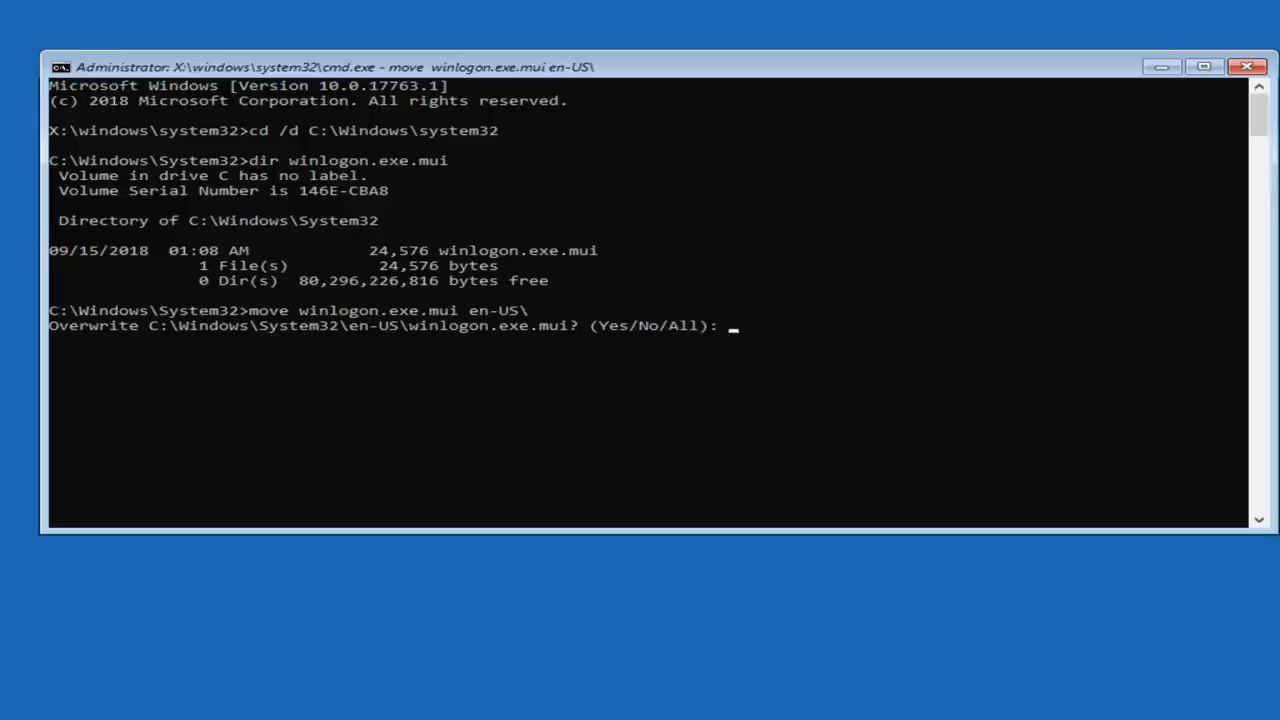 Administrator: X:\windows\system32\cmd.exe - move  winlogon.exe.mui en-US\
Microsoft Windows [Version 10.0.17763.1]
(c) 2018 Microsoft Corporation. All rights reserved.
X:\windows\system32>cd /d C:\Windows\system32
C:\Windows\System32>dir winlogon.exe.mui
Volume in drive C has no label.
Volume Serial Number is 146E-CBA8
Directory of C:\Windows\System32
09/15/2018  01:08 AM            24,576 winlogon.exe.mui
1 File(s)         24,576 bytes
0 Dir(s)  80,296,226,816 bytes free
C:\Windows\System32>move winlogon.exe.mui en-US\
Overwrite C:\Windows\System32\en-US\winlogon.exe.mui? (Yes/No/All): _